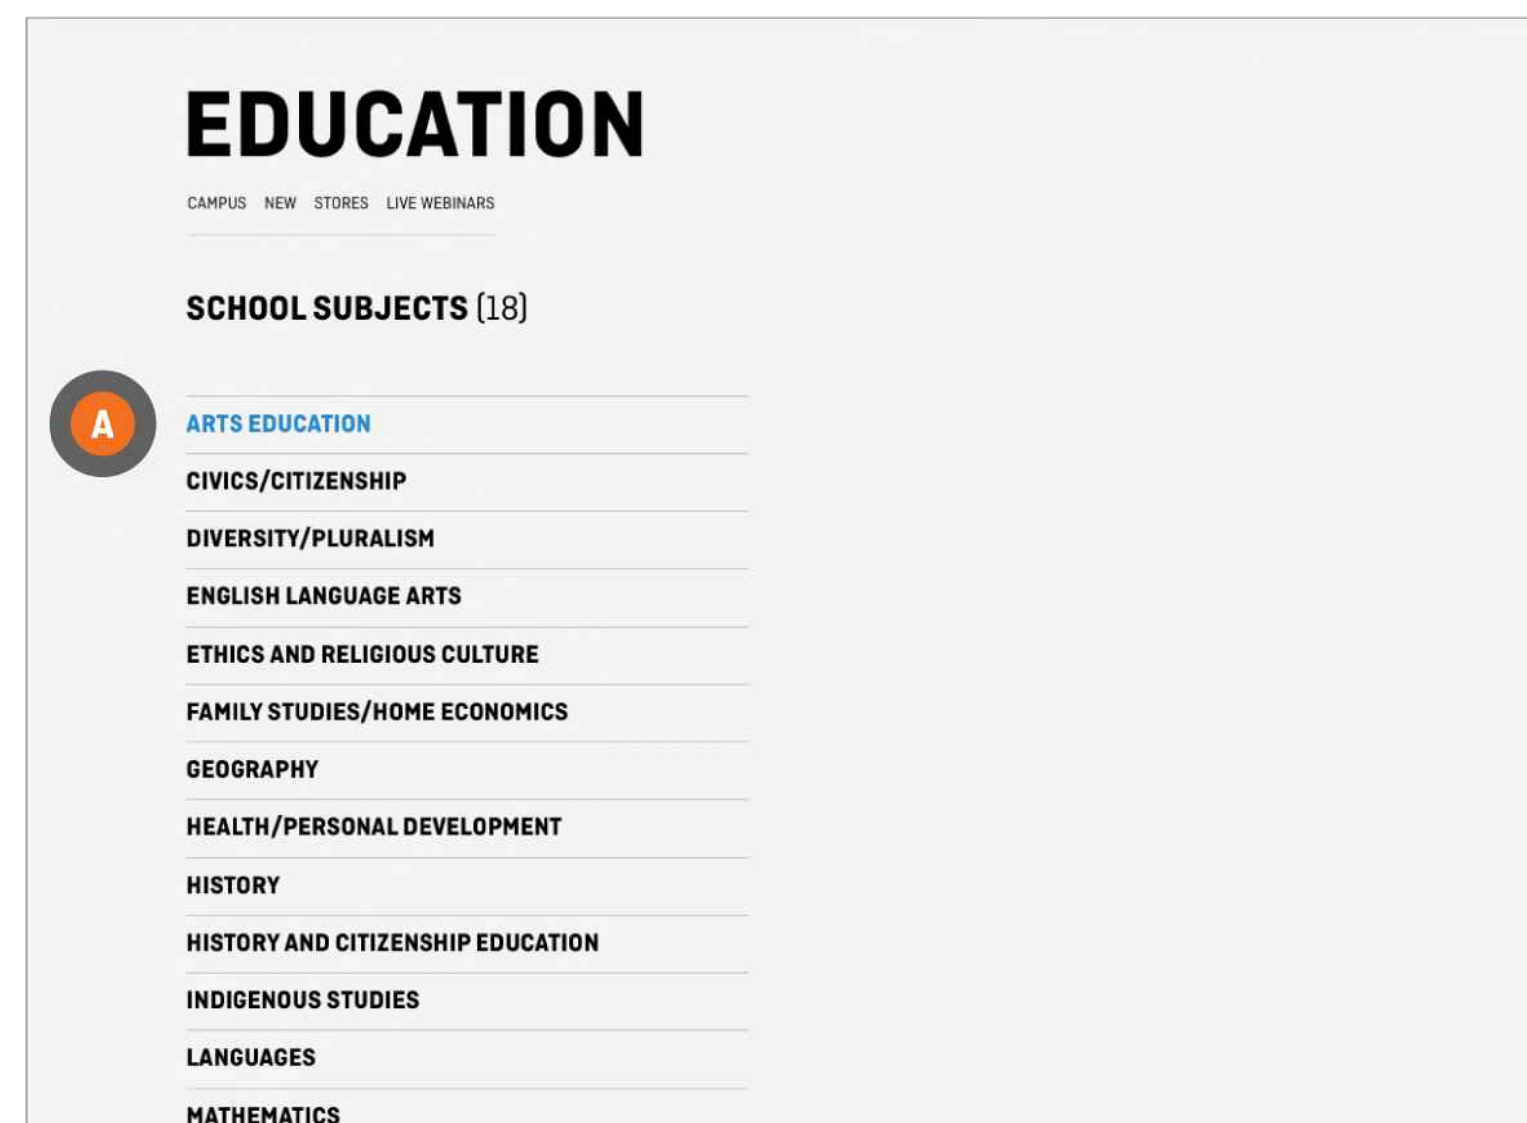 EDUCATION
CAMPUS NEW STORES LIVE WEBINARS
SCHOOL SUBJECTS (18)
A
ARTS EDUCATION
CIVICS/CITIZENSHIP
DIVERSITY/PLURALISM
ENGLISH LANGUAGE ARTS
ETHICS AND RELIGIOUS CULTURE
FAMILY STUDIES/HOME ECONOMICS
GEOGRAPHY
HEALTH/PERSONAL DEVELOPMENT
HISTORY
HISTORY AND CITIZENSHIP EDUCATION
INDIGENOUS STUDIES
LANGUAGES
MATHEMATICS